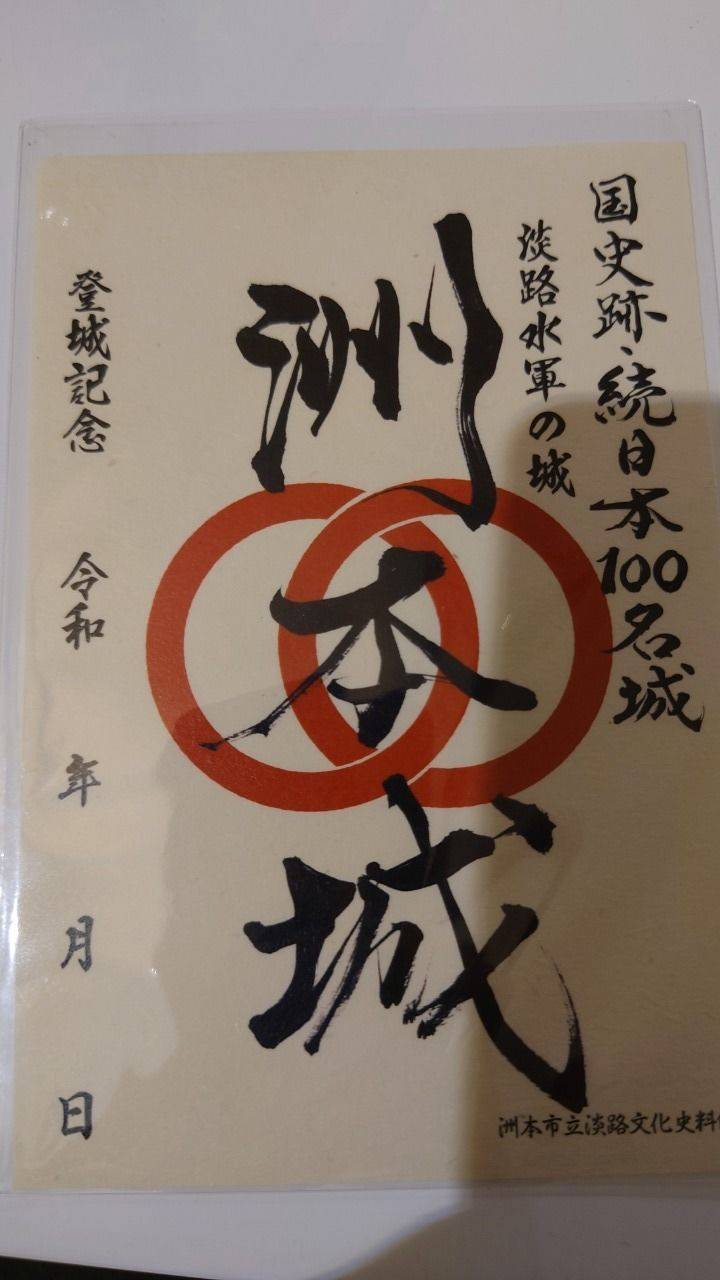 国史跡・続日本100名城
淡路水軍の城
洲本城
登城記念 令和 年 月 日
洲本市立淡路文化史料